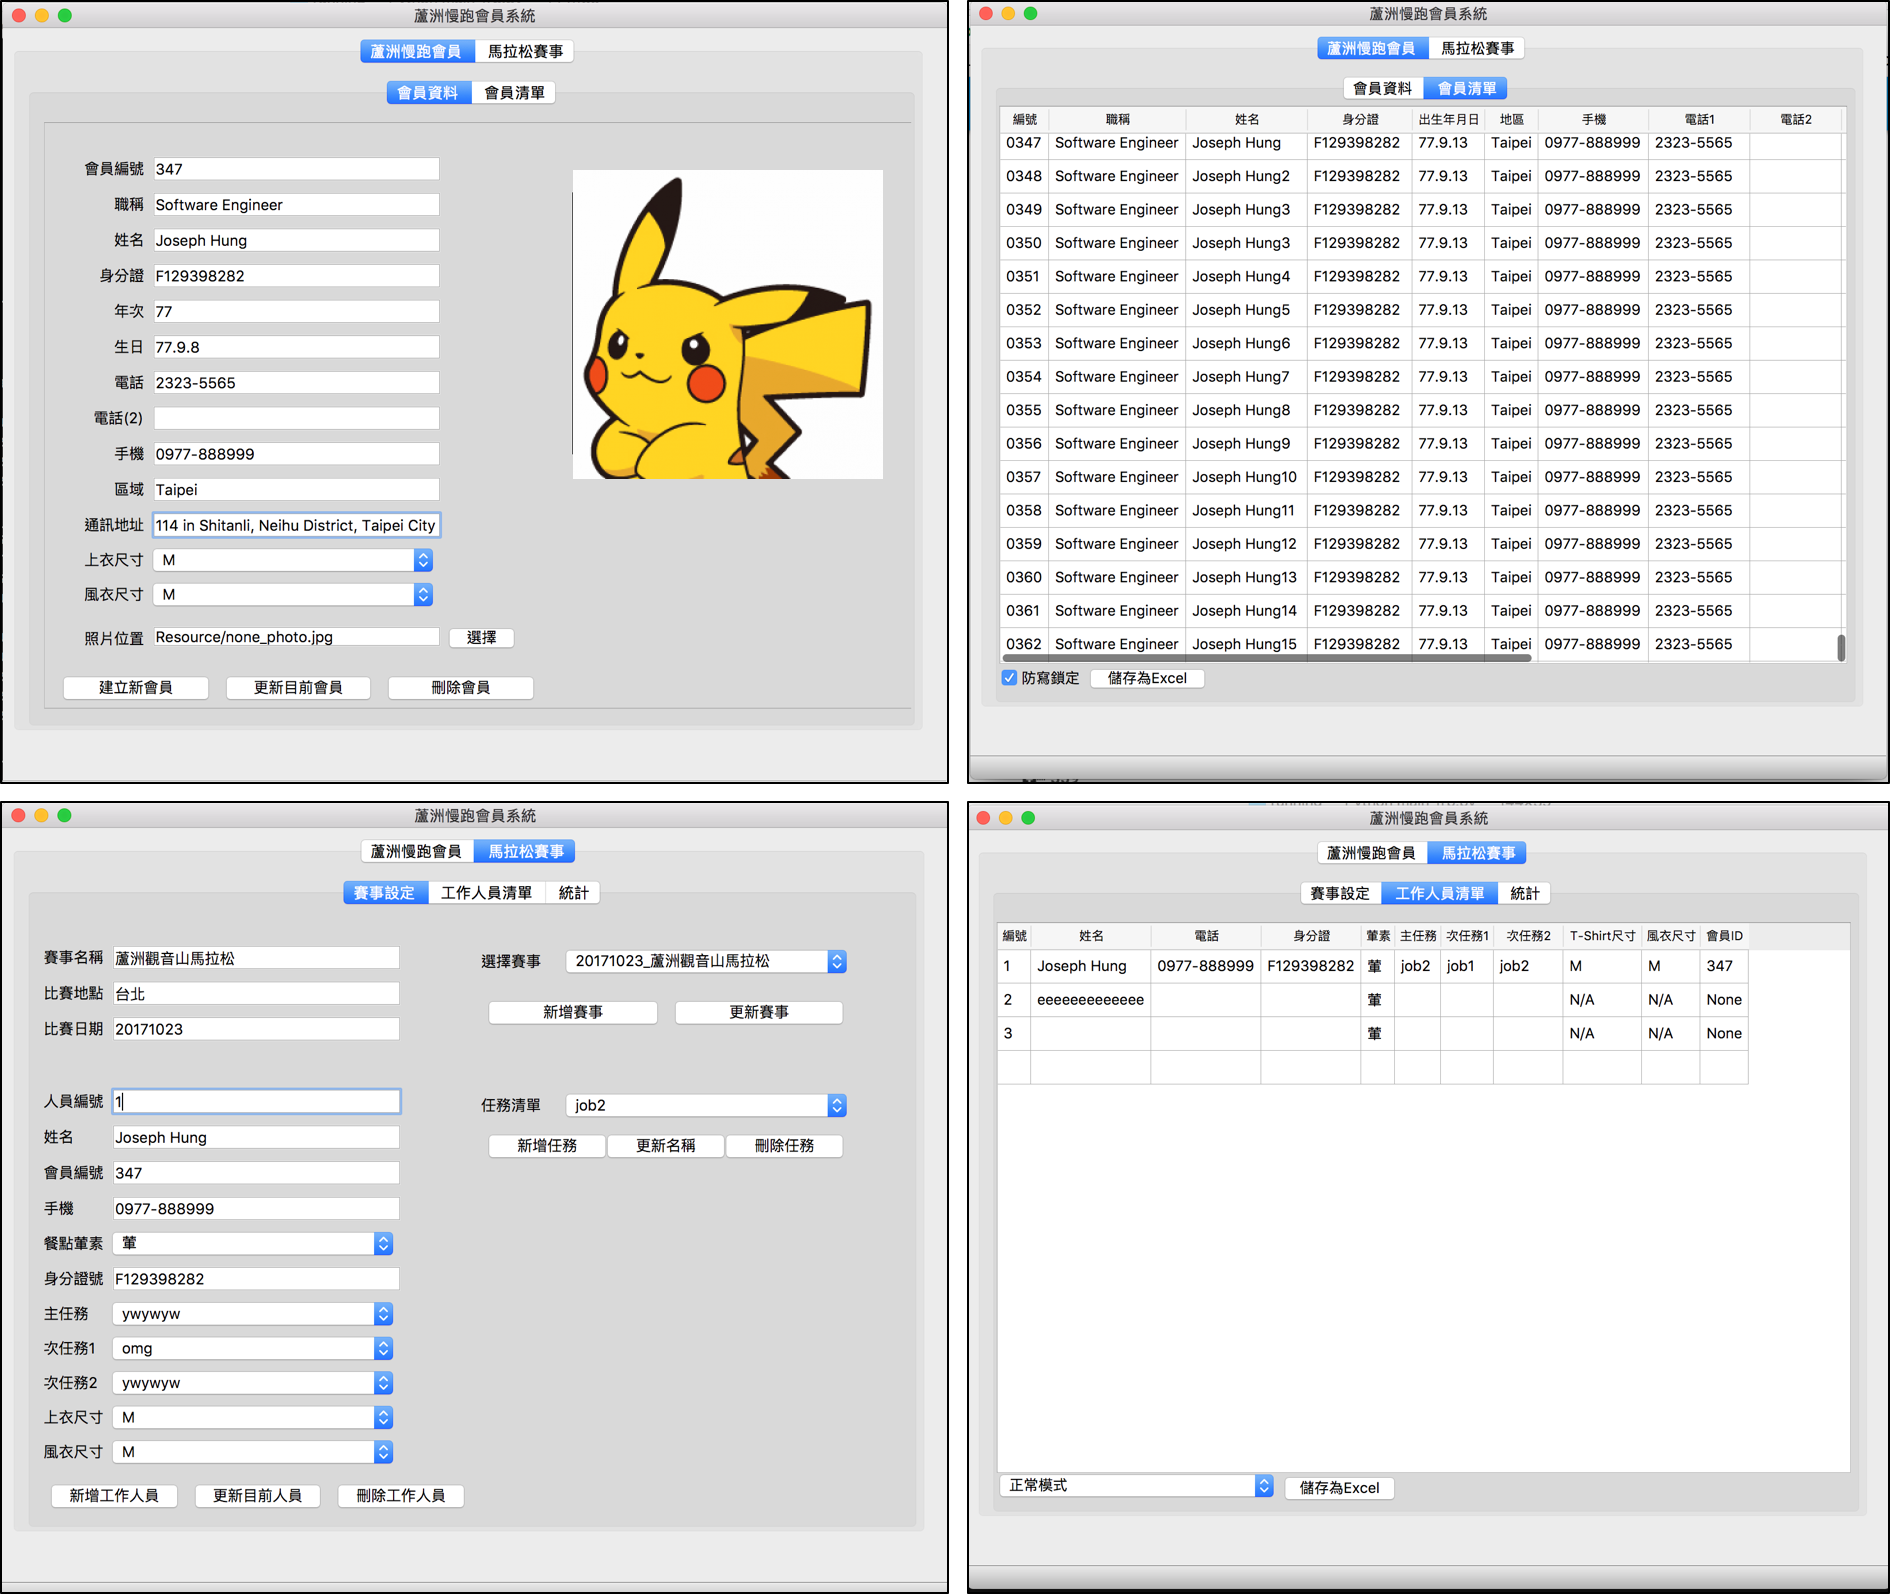 蘆洲慢跑會員系統
蘆洲慢跑會員 馬拉松賽事
會員資料 會員清單
會員編號 347
職稱 Software Engineer
姓名 Joseph Hung
身分證 F129398282
年次 77
生日 77.9.8
電話 2323-5565
電話(2)
手機 0977-888999
區域 Taipei
通訊地址 114 in Shitanli, Neihu District, Taipei City
上衣尺寸 M
風衣尺寸 M
照片位置 Resource/none_photo.jpg 選擇
建立新會員 更新目前會員 刪除會員
蘆洲慢跑會員系統
蘆洲慢跑會員 馬拉松賽事
會員資料 會員清單
編號 職稱 姓名 身分證 出生年月日 地區 手機 電話1 電話2
0347 Software Engineer Joseph Hung F129398282 77.9.13 Taipei 0977-888999 2323-5565
0348 Software Engineer Joseph Hung2 F129398282 77.9.13 Taipei 0977-888999 2323-5565
0349 Software Engineer Joseph Hung3 F129398282 77.9.13 Taipei 0977-888999 2323-5565
0350 Software Engineer Joseph Hung3 F129398282 77.9.13 Taipei 0977-888999 2323-5565
0351 Software Engineer Joseph Hung4 F129398282 77.9.13 Taipei 0977-888999 2323-5565
0352 Software Engineer Joseph Hung5 F129398282 77.9.13 Taipei 0977-888999 2323-5565
0353 Software Engineer Joseph Hung6 F129398282 77.9.13 Taipei 0977-888999 2323-5565
0354 Software Engineer Joseph Hung7 F129398282 77.9.13 Taipei 0977-888999 2323-5565
0355 Software Engineer Joseph Hung8 F129398282 77.9.13 Taipei 0977-888999 2323-5565
0356 Software Engineer Joseph Hung9 F129398282 77.9.13 Taipei 0977-888999 2323-5565
0357 Software Engineer Joseph Hung10 F129398282 77.9.13 Taipei 0977-888999 2323-5565
0358 Software Engineer Joseph Hung11 F129398282 77.9.13 Taipei 0977-888999 2323-5565
0359 Software Engineer Joseph Hung12 F129398282 77.9.13 Taipei 0977-888999 2323-5565
0360 Software Engineer Joseph Hung13 F129398282 77.9.13 Taipei 0977-888999 2323-5565
0361 Software Engineer Joseph Hung14 F129398282 77.9.13 Taipei 0977-888999 2323-5565
0362 Software Engineer Joseph Hung15 F129398282 77.9.13 Taipei 0977-888999 2323-5565
防寫鎖定 儲存為Excel
蘆洲慢跑會員系統
蘆洲慢跑會員 馬拉松賽事
賽事設定 工作人員清單 統計
賽事名稱 蘆洲觀音山馬拉松
比賽地點 台北
比賽日期 20171023
選擇賽事 20171023_蘆洲觀音山馬拉松
新增賽事 更新賽事
人員編號 1
姓名 Joseph Hung
會員編號 347
手機 0977-888999
餐點葷素 葷
身分證號 F129398282
主任務 ywywyw
次任務1 omg
次任務2 ywywyw
上衣尺寸 M
風衣尺寸 M
任務清單 job2
新增任務 更新名稱 刪除任務
新增工作人員 更新目前人員 刪除工作人員
蘆洲慢跑會員系統
蘆洲慢跑會員 馬拉松賽事
賽事設定 工作人員清單 統計
編號 姓名 電話 身分證 葷素 主任務 次任務1 次任務2 T-Shirt尺寸 風衣尺寸 會員ID
1 Joseph Hung 0977-888999 F129398282 葷 job2 job1 job2 M M 347
2 eeeeeeeeeeeee 葷 N/A N/A None
3 葷 N/A N/A None
正常模式 儲存為Excel